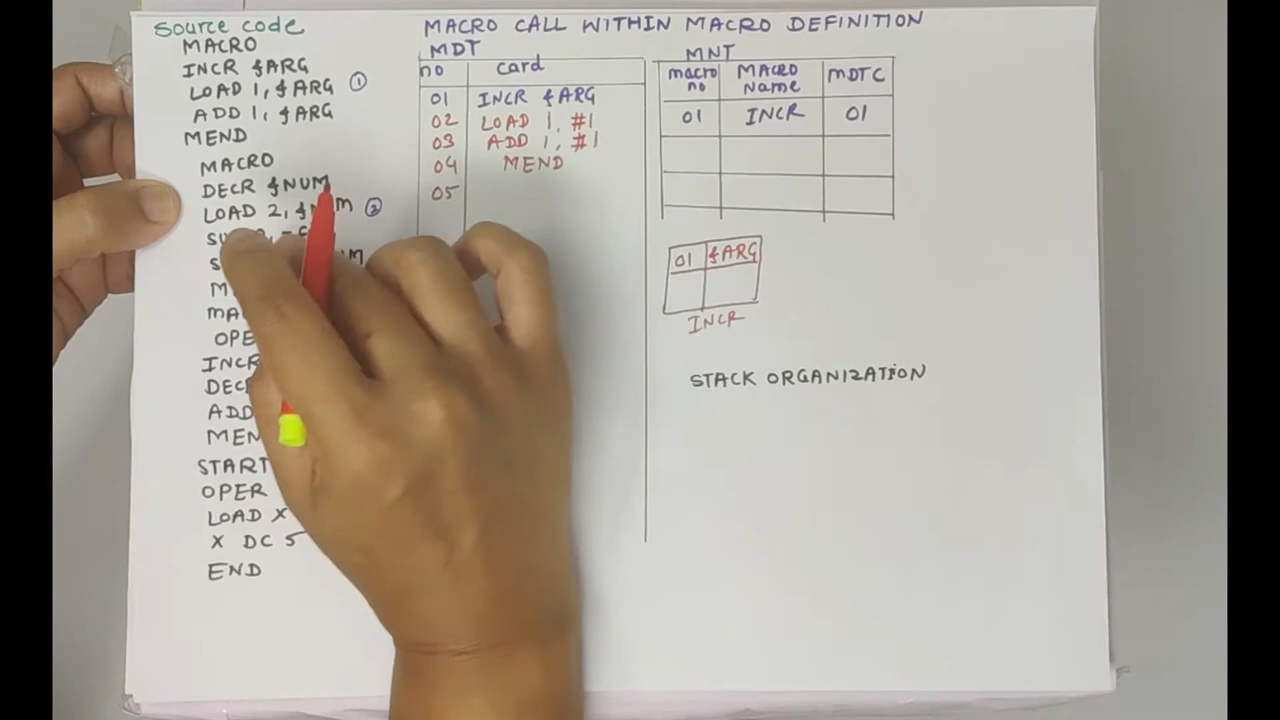 Source code
MACRO
INCR &ARG
LOAD 1, &ARG ①
ADD 1, &ARG
MEND
MACRO
DECR &NUM
LOAD 2, ②
INCR
MEN
START
OPER
LOAD X
X DC 5
END
MACRO CALL WITHIN MACRO DEFINITION
MDT
no card
01 INCR &ARG
02 LOAD 1, #1
03 ADD 1, #1
04 MEND
05
MNT
macro no MACRO Name MDTC
01 INCR 01
01 &ARG
INCR
STACK ORGANIZATION